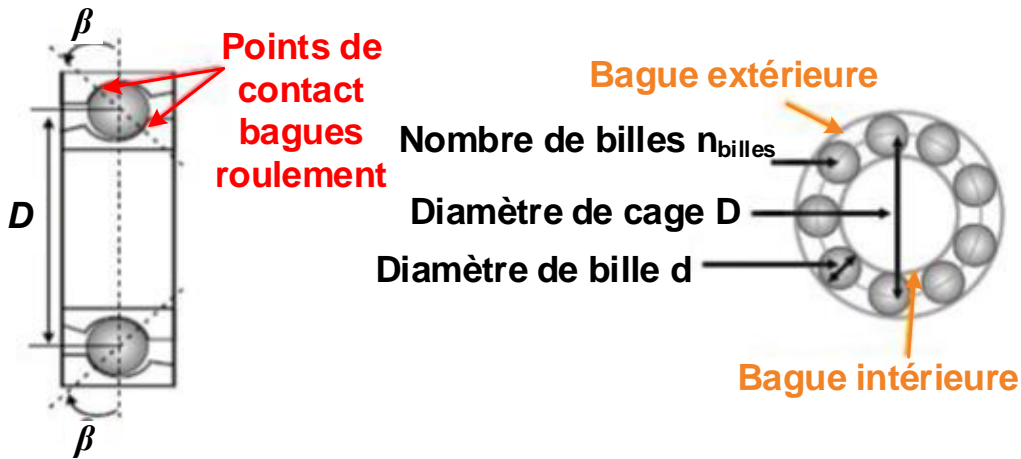 β
Points de
contact
bagues
roulement
D
β
Bague extérieure
Nombre de billes nbilles
Diamètre de cage D
Diamètre de bille d
Bague intérieure